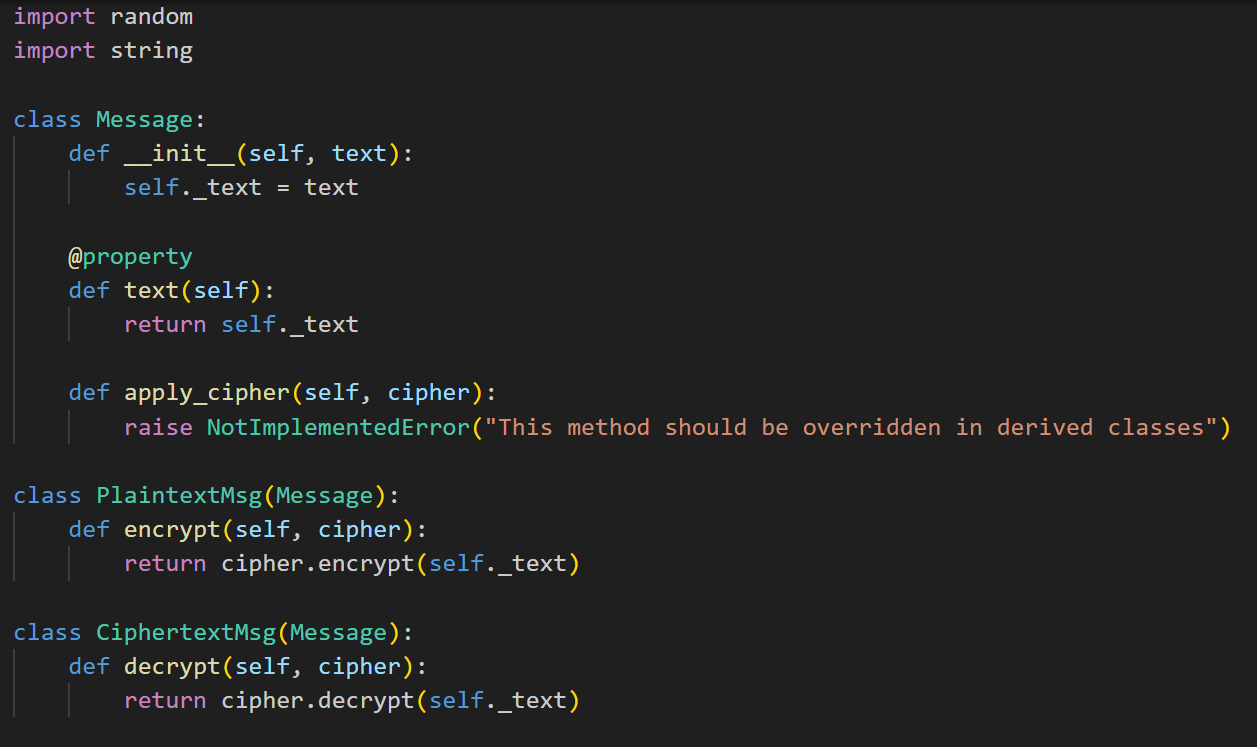 import random
import string
class Message:
    def __init__(self, text):
        self._text = text
    @property
    def text(self):
        return self._text
    def apply_cipher(self, cipher):
        raise NotImplementedError("This method should be overridden in derived classes")
class PlaintextMsg(Message):
    def encrypt(self, cipher):
        return cipher.encrypt(self._text)
class CiphertextMsg(Message):
    def decrypt(self, cipher):
        return cipher.decrypt(self._text)